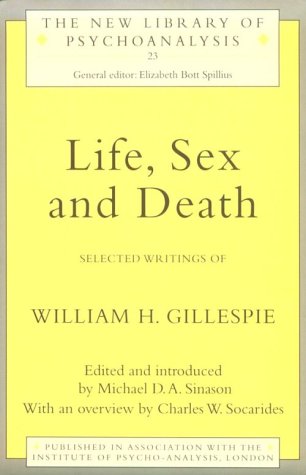 THE NEW LIBRARY OF
PSYCHOANALYSIS
23
General editor: Elizabeth Bott Spillius
Life, Sex
and Death
SELECTED WRITINGS OF
WILLIAM H. GILLESPIE
Edited and introduced
by Michael D. A. Sinason
With an overview by Charles W. Socarides
PUBLISHED IN ASSOCIATION WITH THE
INSTITUTE OF PSYCHO-ANALYSIS, LONDON